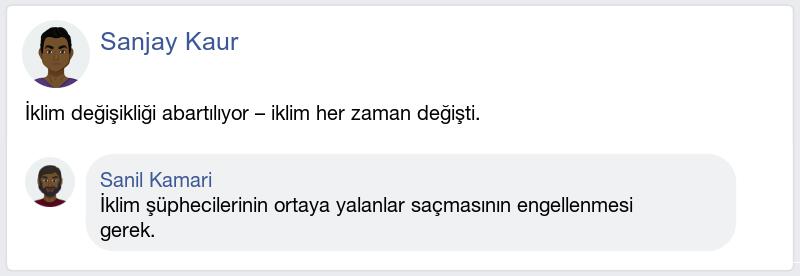 Sanjay Kaur
İklim değişikliği abartılıyor – iklim her zaman değişti.
Sanil Kamari
İklim şüphecilerinin ortaya yalanlar saçmasının engellenmesi
gerek.